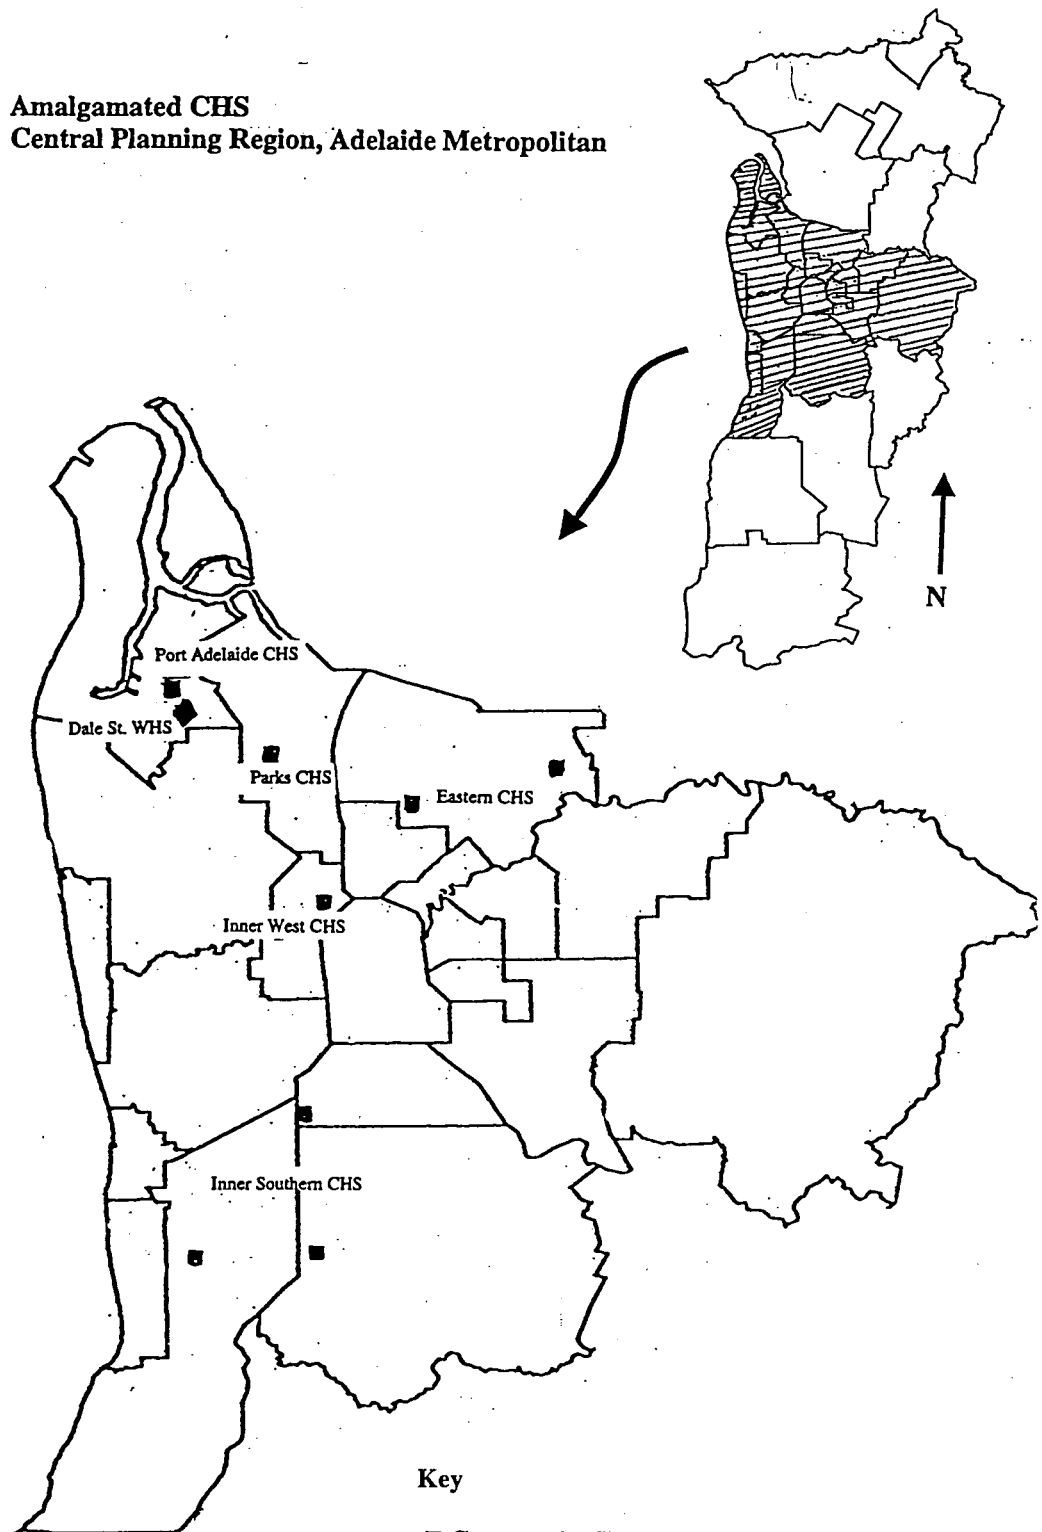 Amalgamated CHS
Central Planning Region, Adelaide Metropolitan
N
Port Adelaide CHS
Dale St. WHS
Parks CHS
Eastern CHS
Inner West CHS
Inner Southern CHS
Key